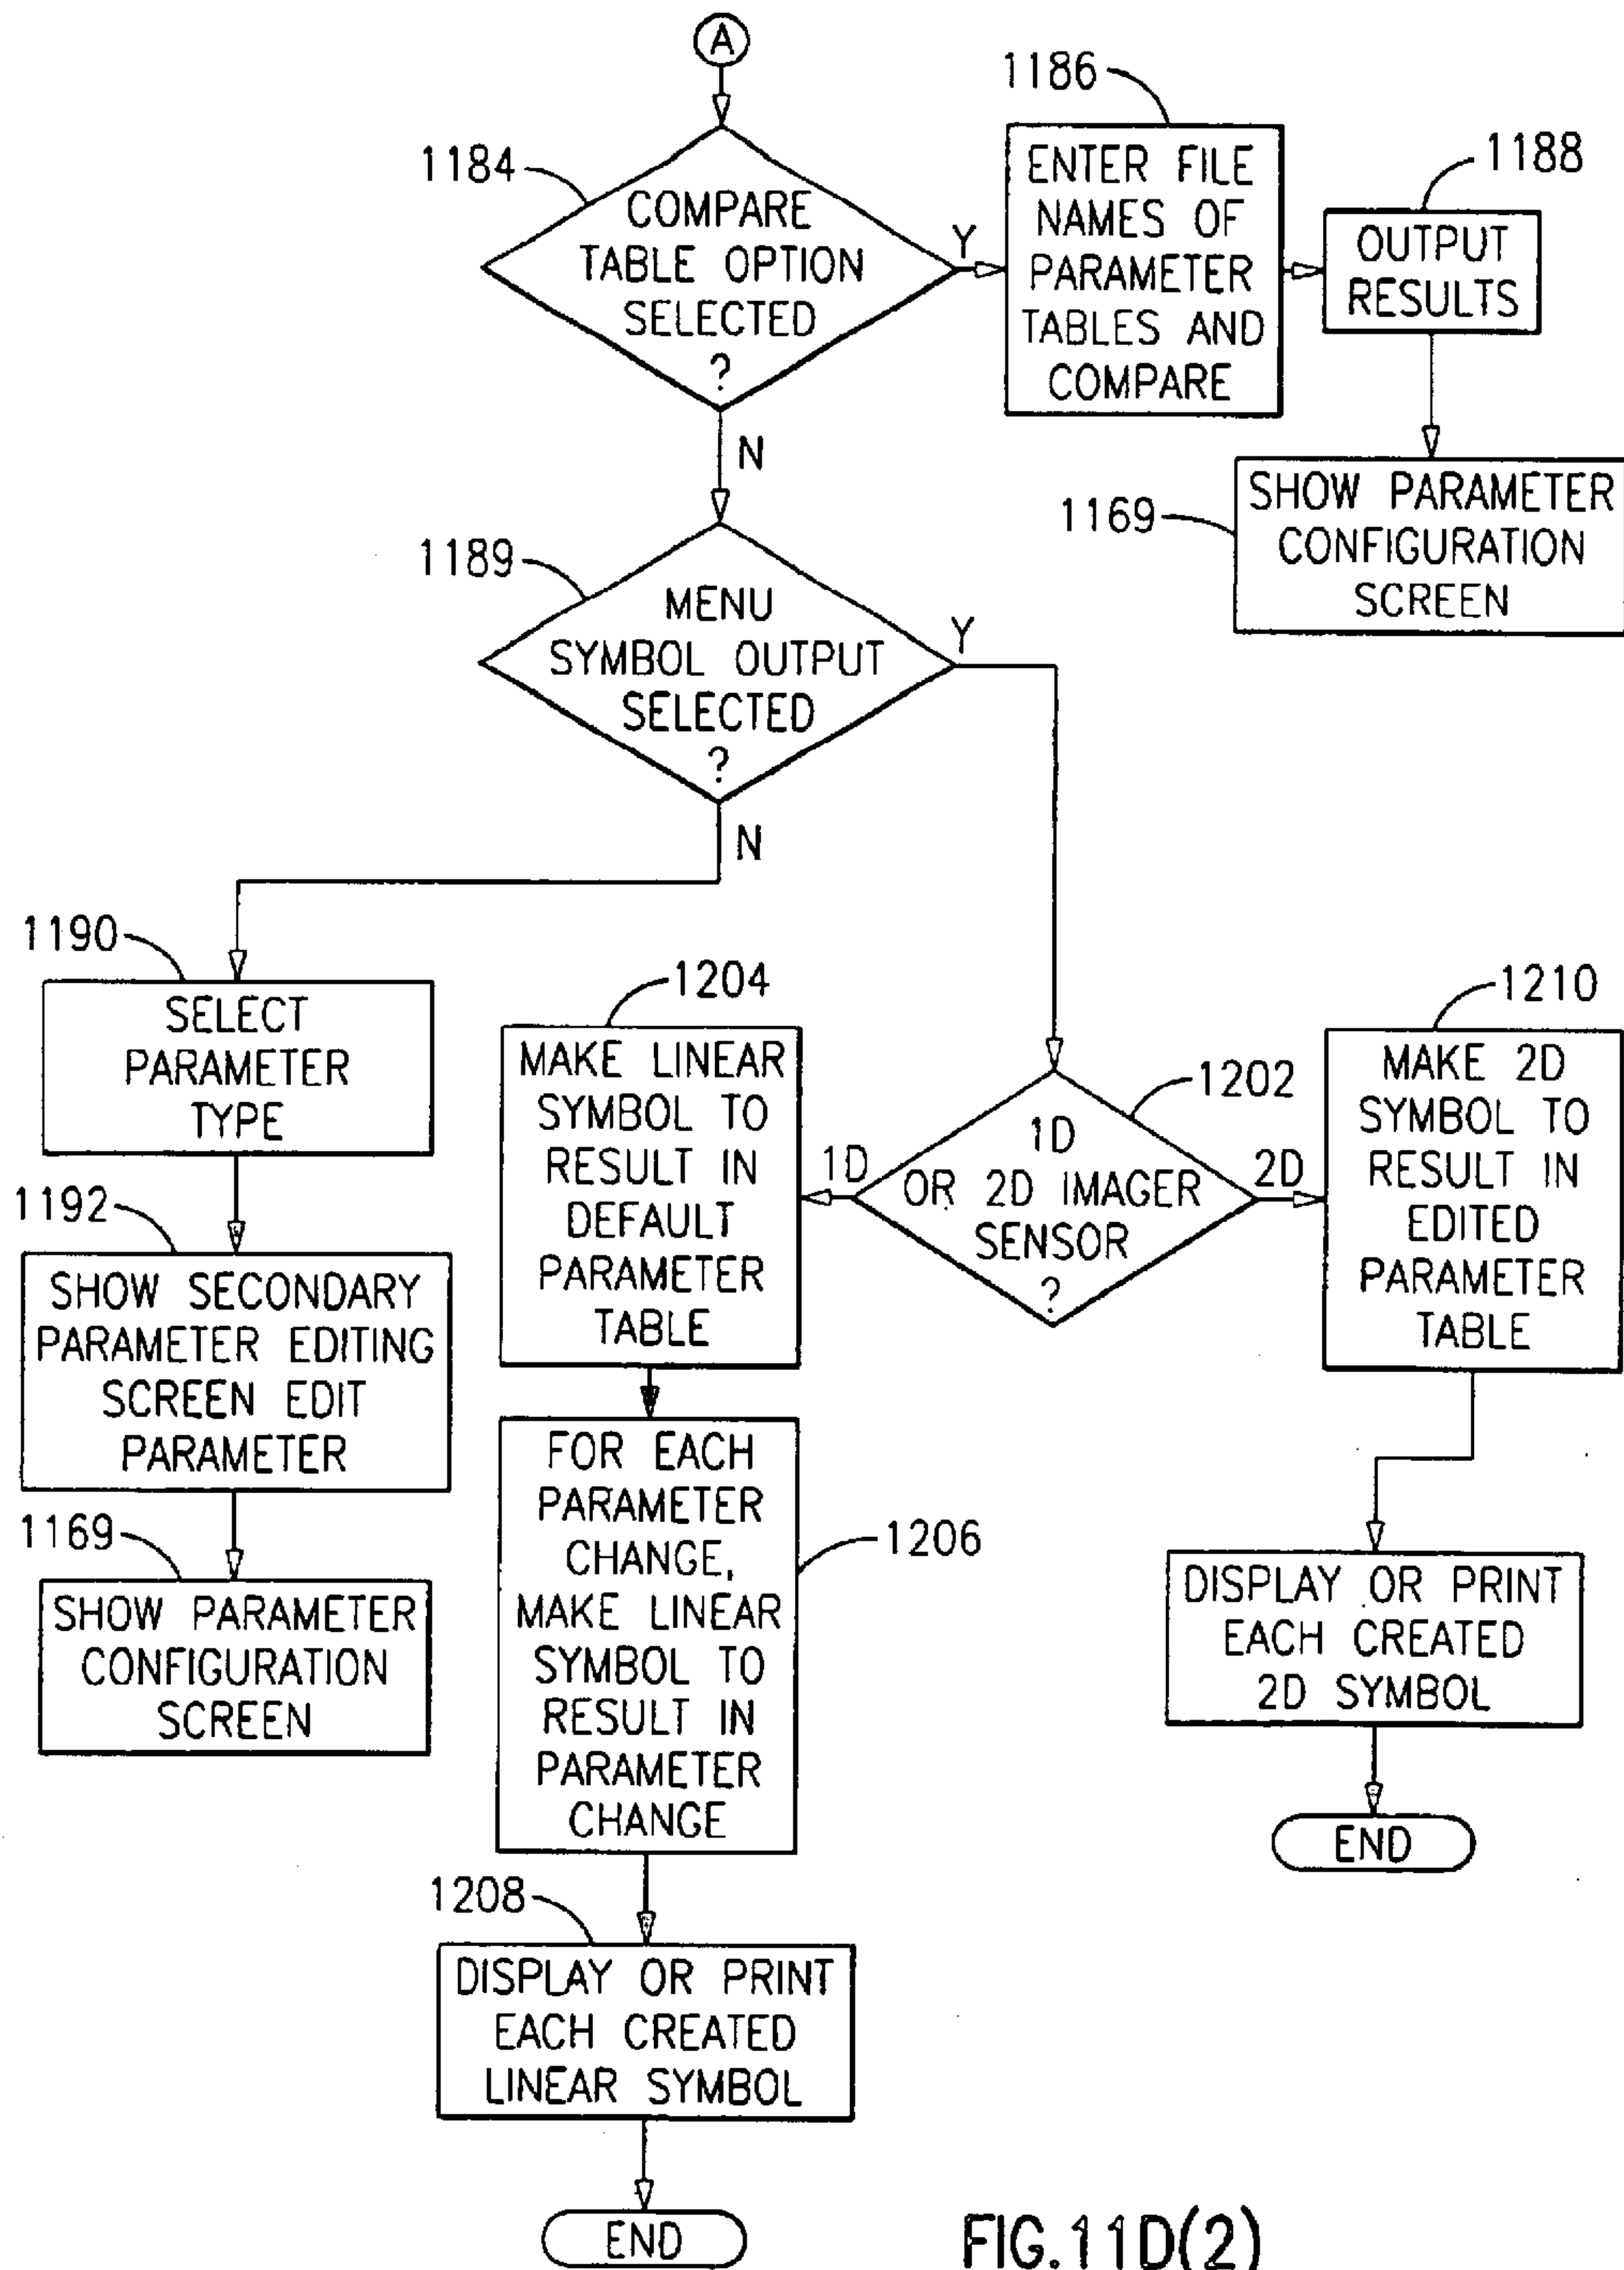 A
1184
COMPARE
TABLE OPTION
SELECTED
?
Y
1186
ENTER FILE
NAMES OF
PARAMETER
TABLES AND
COMPARE
1188
OUTPUT
RESULTS
1169
SHOW PARAMETER
CONFIGURATION
SCREEN
N
1189
MENU
SYMBOL OUTPUT
SELECTED
?
Y
N
1190
SELECT
PARAMETER
TYPE
1192
SHOW SECONDARY
PARAMETER EDITING
SCREEN EDIT
PARAMETER
1169
SHOW PARAMETER
CONFIGURATION
SCREEN
1202
1D
OR 2D IMAGER
SENSOR
?
1D
2D
1204
MAKE LINEAR
SYMBOL TO
RESULT IN
DEFAULT
PARAMETER
TABLE
1206
FOR EACH
PARAMETER
CHANGE,
MAKE LINEAR
SYMBOL TO
RESULT IN
PARAMETER
CHANGE
1208
DISPLAY OR PRINT
EACH CREATED
LINEAR SYMBOL
END
1210
MAKE 2D
SYMBOL TO
RESULT IN
EDITED
PARAMETER
TABLE
DISPLAY OR PRINT
EACH CREATED
2D SYMBOL
END
FIG.11D(2)